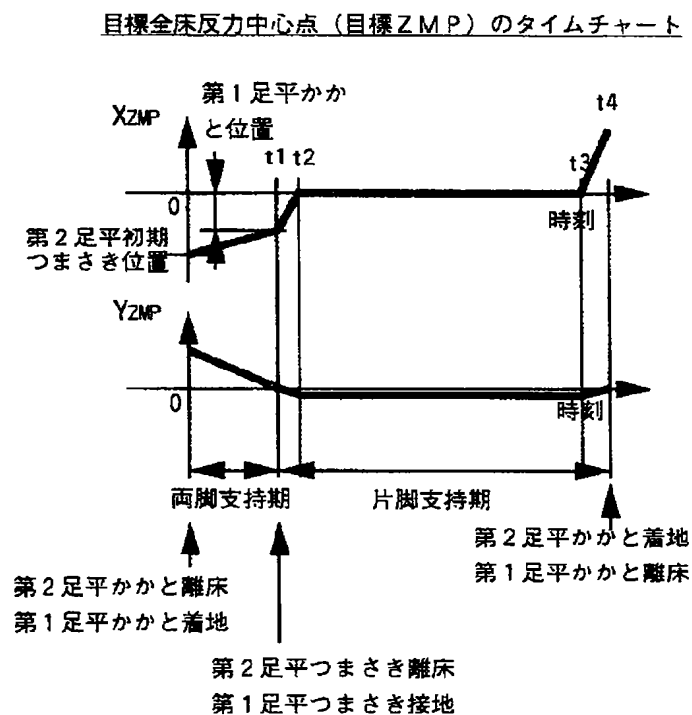 目標全床反力中心点(目標ZMP)のタイムチャート
第1足平かか
と位置
XZMP
t1 t2
t3
t4
0
時刻
第2足平初期
つまさき位置
YZMP
0
時刻
両脚支持期
片脚支持期
第2足平かかと着地
第1足平かかと離床
第2足平かかと離床
第1足平かかと着地
第2足平つまさき離床
第1足平つまさき接地